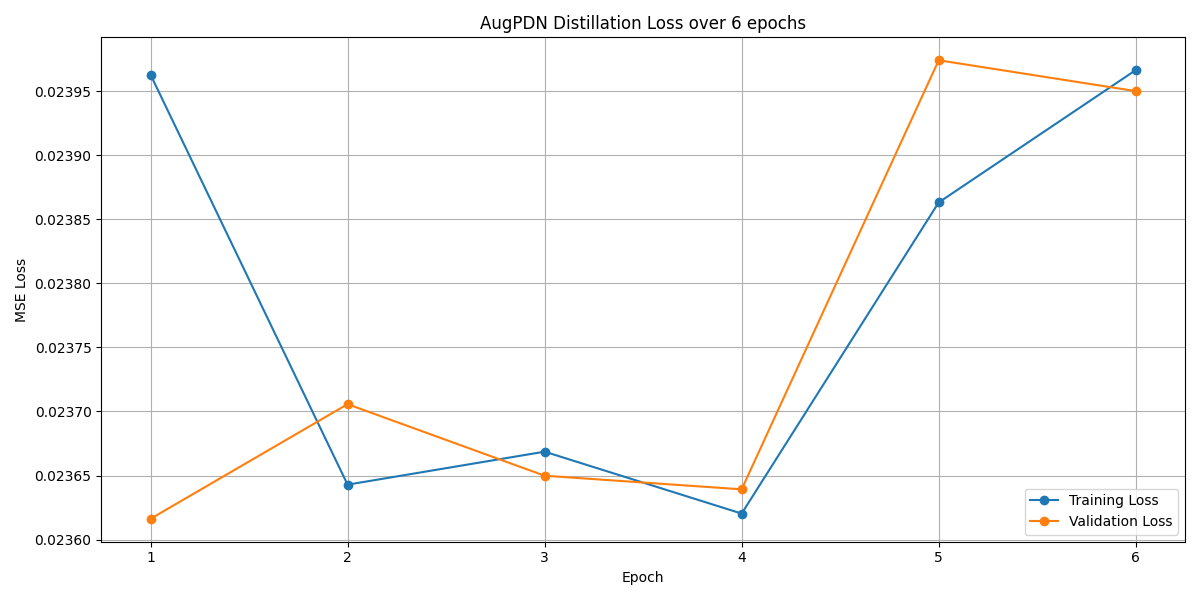 AugPDN Distillation Loss over 6 epochs
MSE Loss
0.02395
0.02390
0.02385
0.02380
0.02375
0.02370
0.02365
0.02360
1 2 3 4 5 6
Epoch
Training Loss
Validation Loss